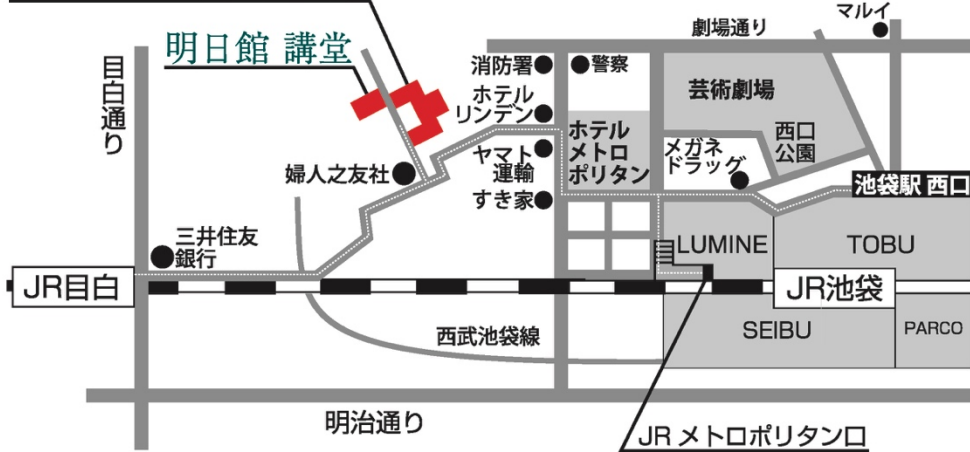 マルイ
劇場通り
明日館 講堂
目白通り
消防署
警察
ホテル
リンデン
芸術劇場
ホテル
メトロ
ポリタン
西口
公園
メガネ
ドラッグ
ヤマト
運輸
婦人之友社
すき家
池袋駅 西口
三井住友
銀行
LUMINE
TOBU
JR目白
JR池袋
西武池袋線
SEIBU
PARCO
明治通り
JR メトロポリタン口